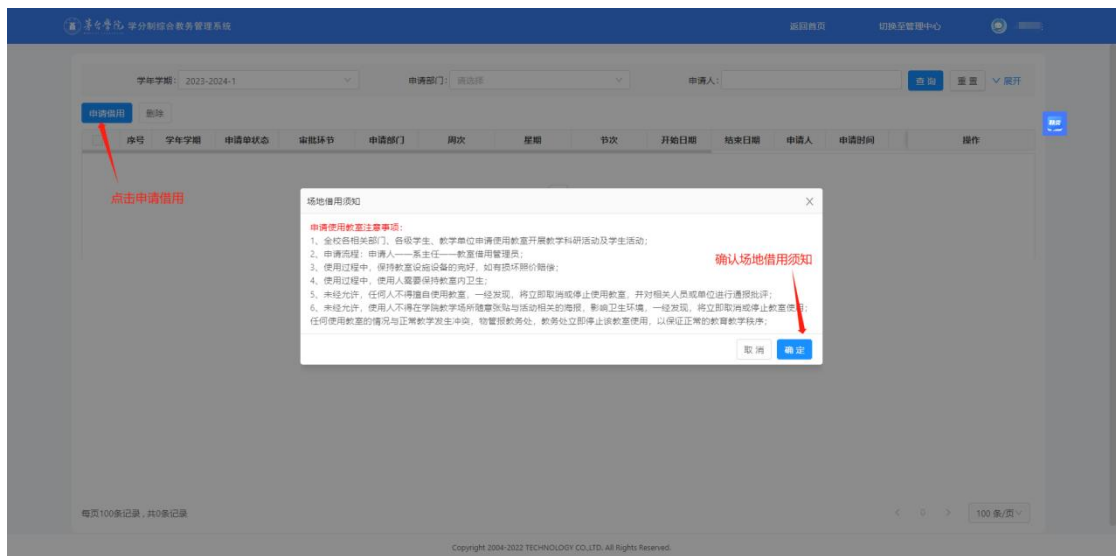 茅台学院 学分制综合教务管理系统
返回首页
切换至管理中心
学年学期: 2023-2024-1
申请部门: 请选择
申请人:
查询
重置
展开
申请借用
删除
序号 学年学期 申请单状态 审批环节 申请部门 周次 星期 节次 开始日期 结束日期 申请人 申请时间 操作
点击申请借用
场地借用须知
申请使用教室注意事项:
1、全校各相关部门、各级学生、教学单位申请使用教室开展教学科研活动及学生活动;
2、申请流程：申请人——系主任——教室借用管理员;
确认场地借用须知
3、使用过程中，保持教室设施设备的完好，如有损坏照价赔偿;
4、使用过程中，使用人需要保持教室内卫生;
5、未经允许，任何人不得擅自使用教室，一经发现，将立即取消或停止使用教室，并对相关人员或单位进行通报批评;
6、未经允许，使用人不得在学院教学场所随意张贴与活动相关的海报，影响卫生环境，一经发现，将立即取消或停止教室使用;
任何使用教室的情况与正常教学发生冲突，物管报教务处，教务处立即停止该教室使用，以保证正常的教育教学秩序;
取消
确定
每页100条记录，共0条记录
0
100 条/页
Copyright 2004-2022 TECHNOLOGY CO.,LTD. All Rights Reserved.